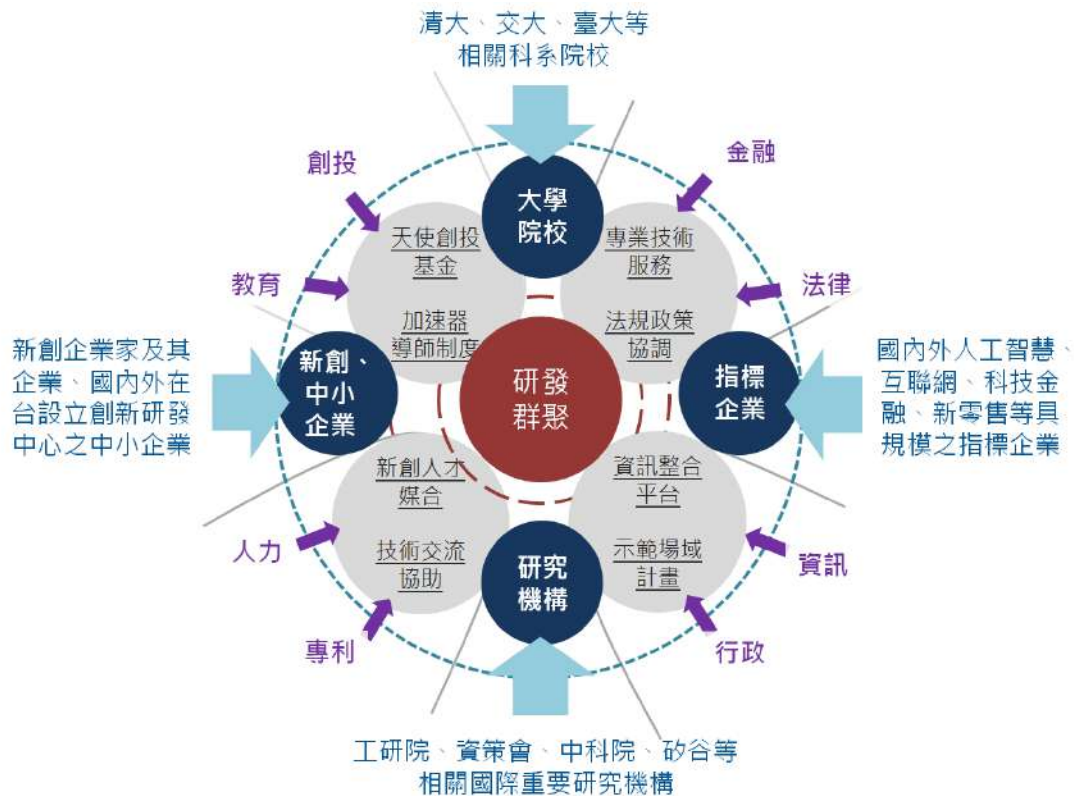 清大、交大、臺大等
相關科系院校
創投
金融
大學
院校
天使創投
基金
專業技術
服務
教育
法律
加速器
導師制度
法規政策
協調
新創企業家及其
企業、國內外在
台設立創新研發
中心之中小企業
新創、
中小
企業
研發
群聚
指標
企業
國內外人工智慧、
互聯網、科技金
融、新零售等具
規模之指標企業
新創人才
媒合
資訊整合
平台
人力
技術交流
協助
研究
機構
示範場域
計畫
資訊
專利
行政
工研院、資策會、中科院、矽谷等
相關國際重要研究機構